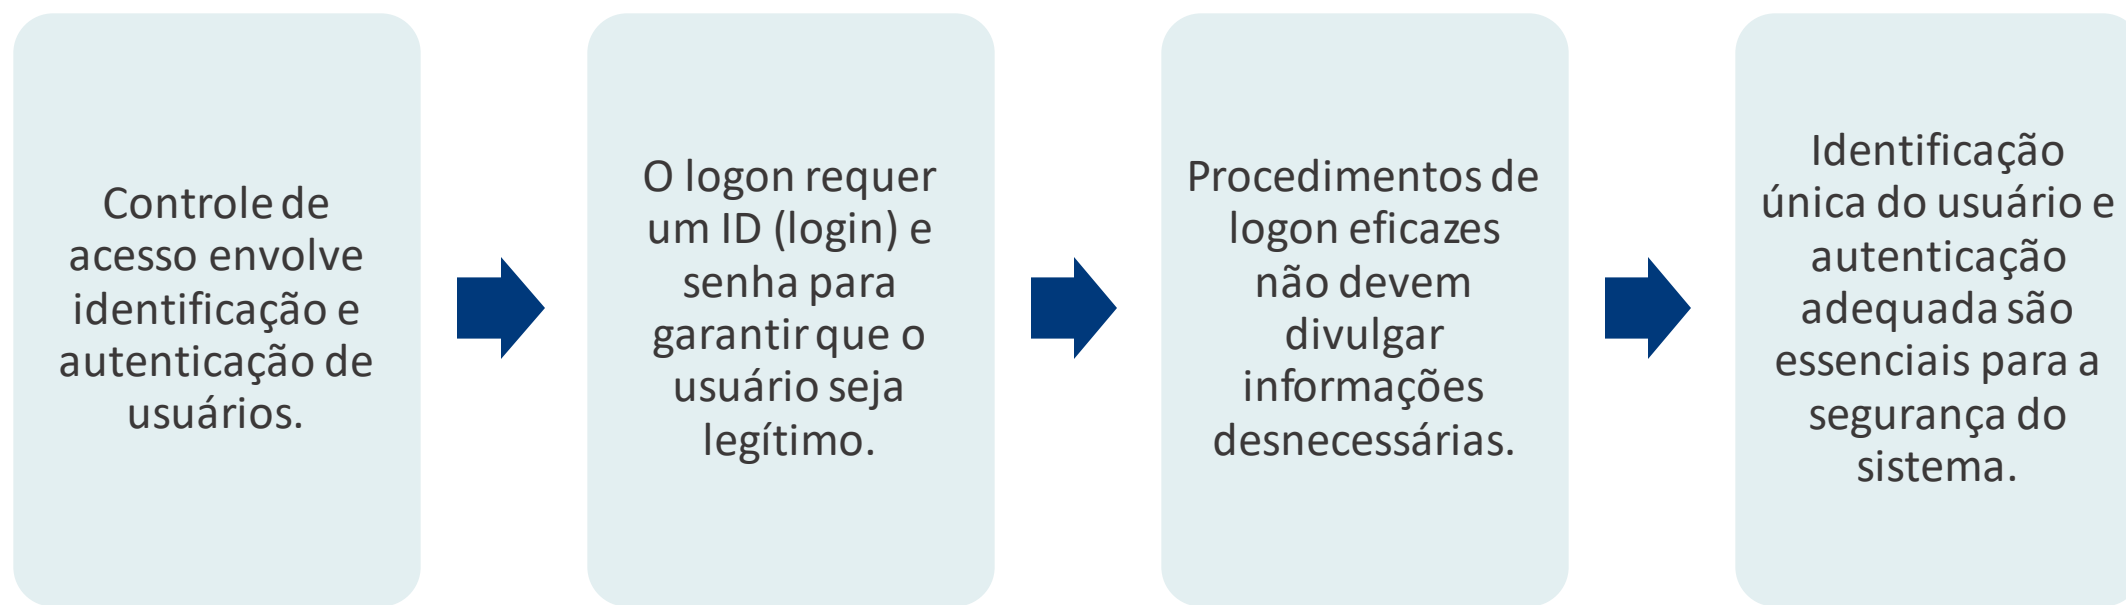 Controle de
acesso envolve
identificação e
autenticação de
usuários.
O logon requer
um ID (login) e
senha para
garantir que o
usuário seja
legítimo.
Procedimentos de
logon eficazes
não devem
divulgar
informações
desnecessárias.
Identificação
única do usuário e
autenticação
adequada são
essenciais para a
segurança do
sistema.